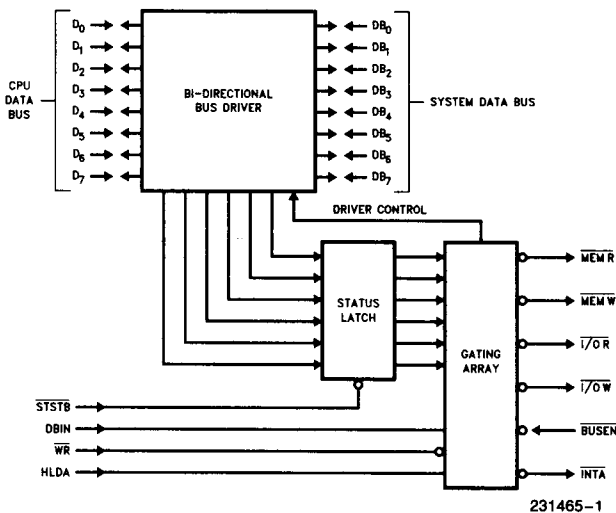 D0
D1
D2
D3
D4
D5
D6
D7
CPU
DATA
BUS
BI-DIRECTIONAL
BUS DRIVER
DB0
DB1
DB2
DB3
DB4
DB5
DB6
DB7
SYSTEM DATA BUS
DRIVER CONTROL
STATUS
LATCH
GATING
ARRAY
MEM R
MEM W
I/O R
I/O W
BUSEN
INTA
STSTB
DBIN
WR
HLDA
231465-1